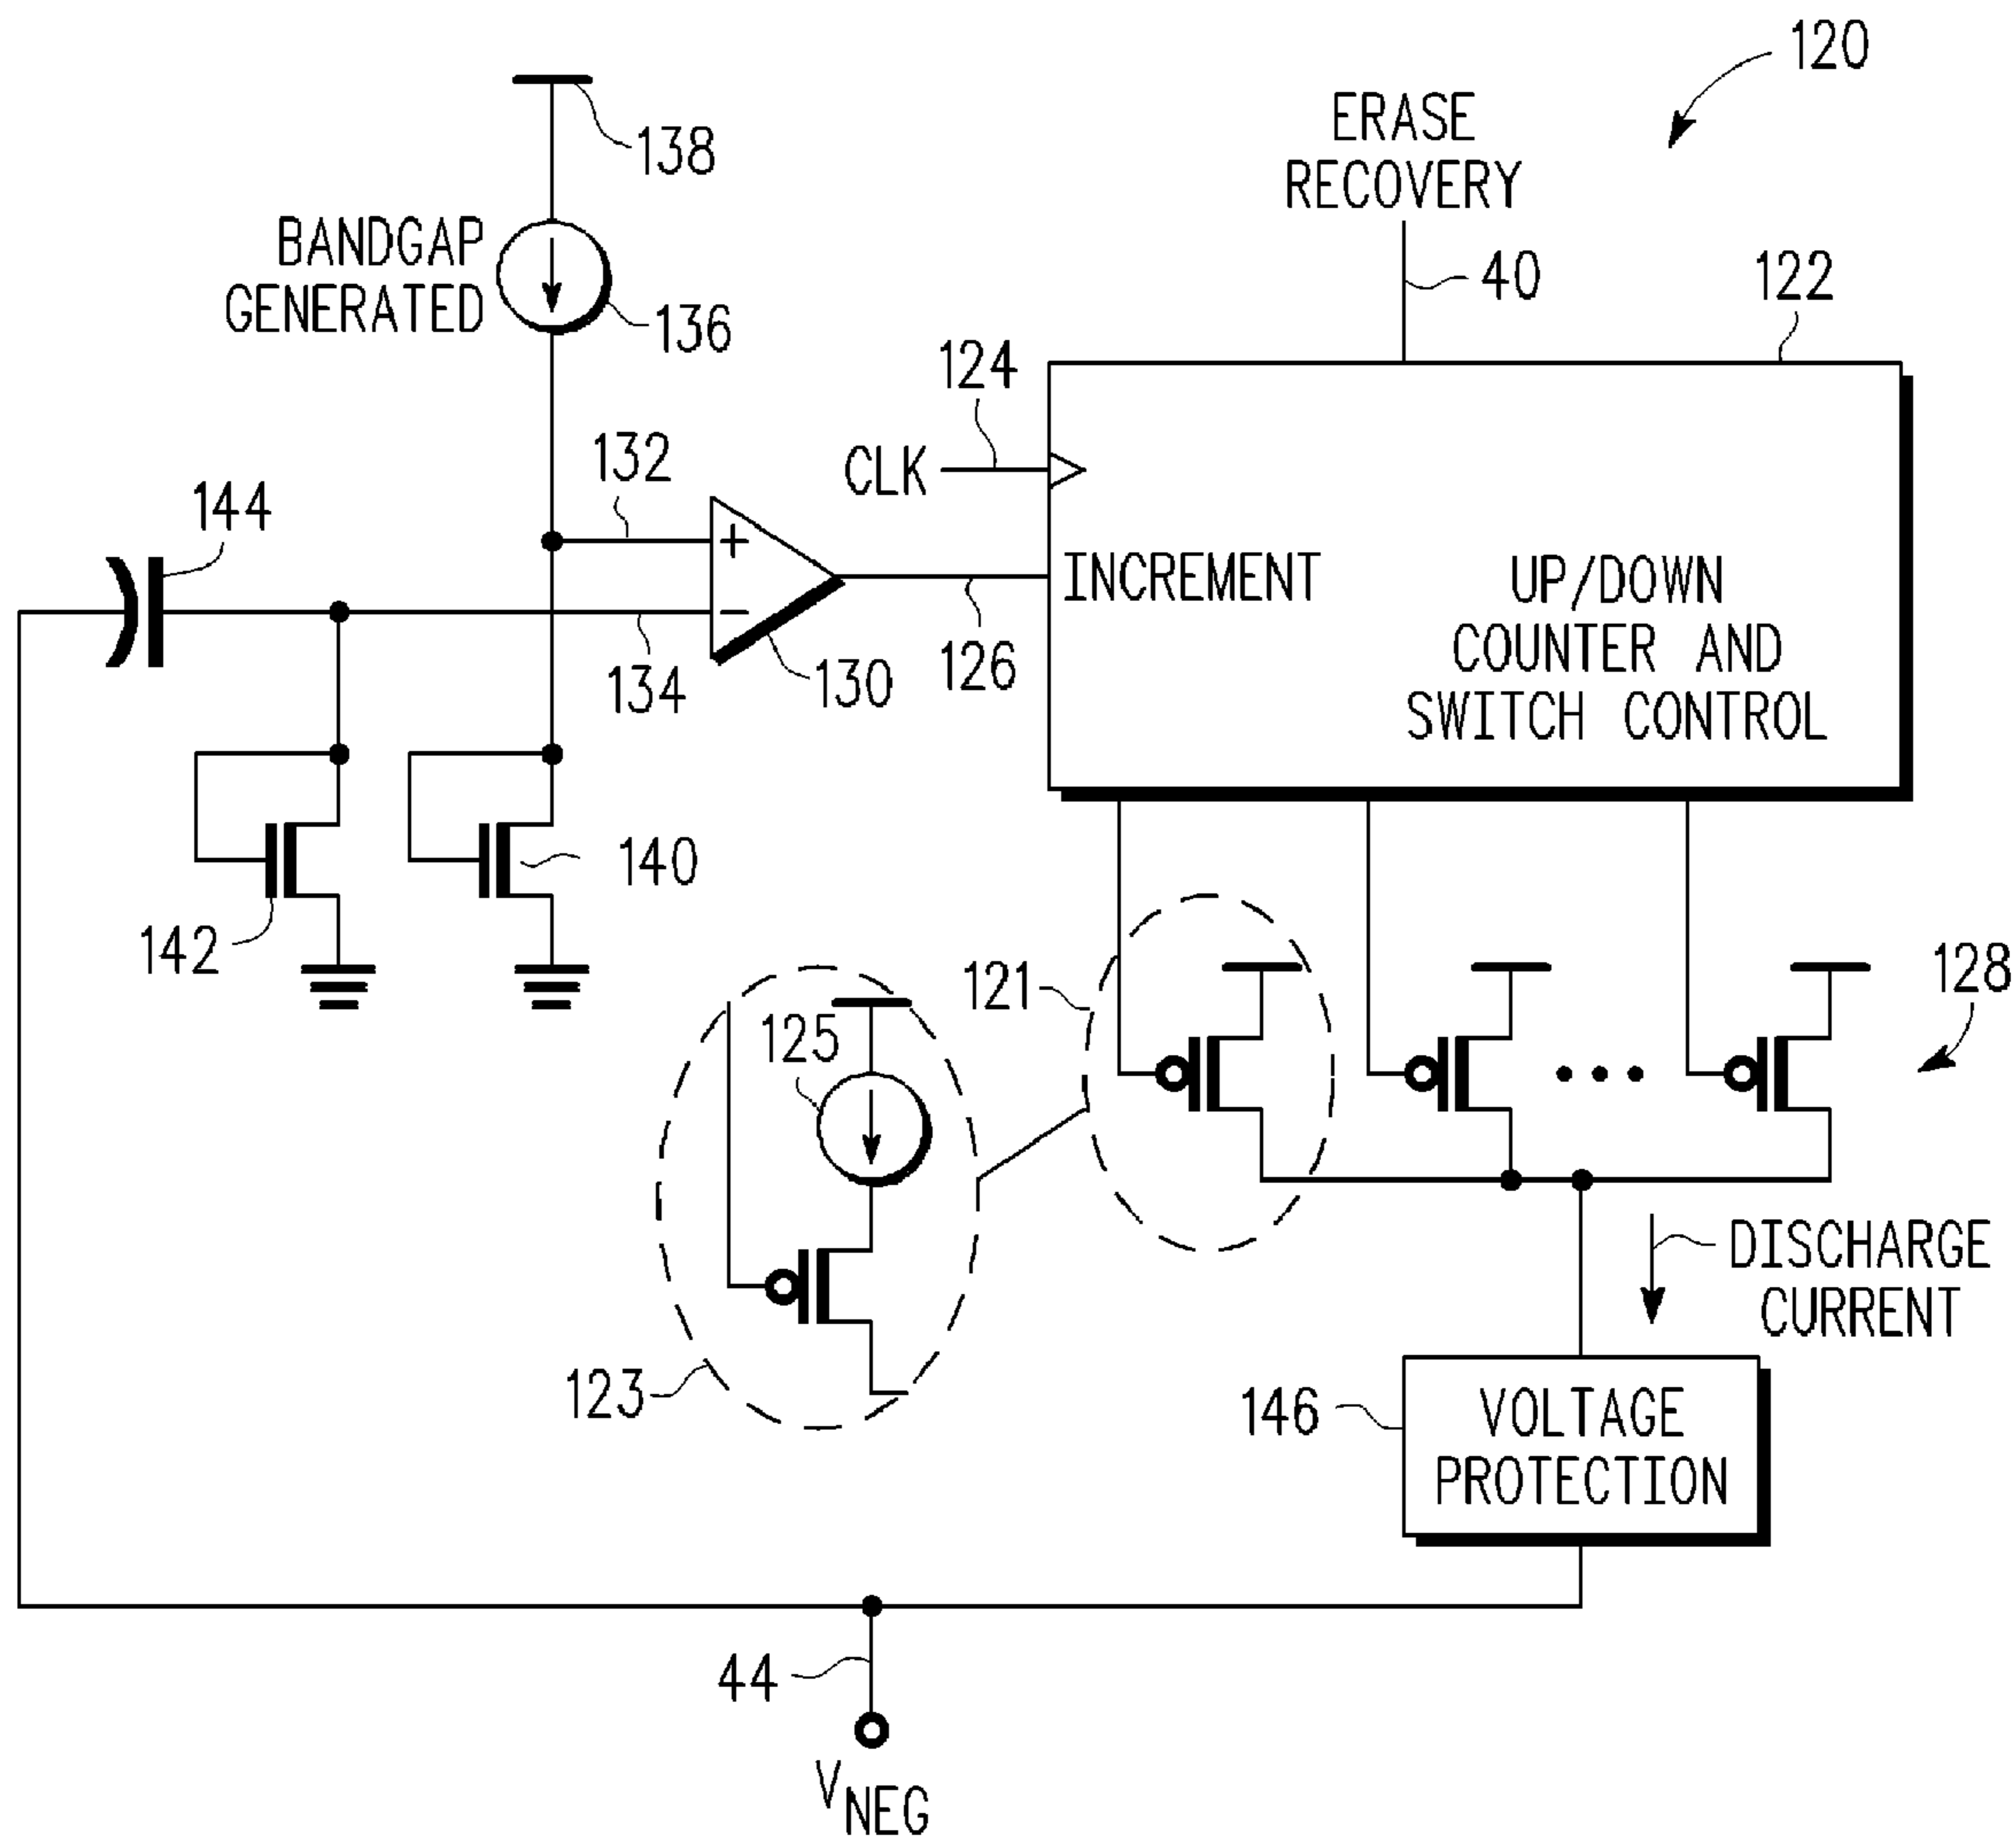 120
138
ERASE
RECOVERY
BANDGAP
GENERATED
136
40
122
124
CLK
132
144
+
−
INCREMENT
UP/DOWN
COUNTER AND
SWITCH CONTROL
134
130
126
140
142
121
128
125
DISCHARGE
CURRENT
123
146
VOLTAGE
PROTECTION
44
VNEG